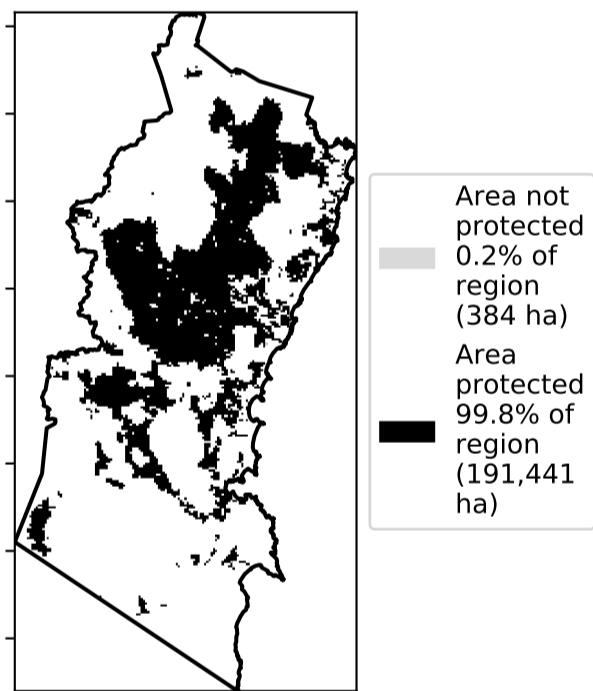 Area not
protected
0.2% of
region
(384 ha)
Area
protected
99.8% of
region
(191,441
ha)